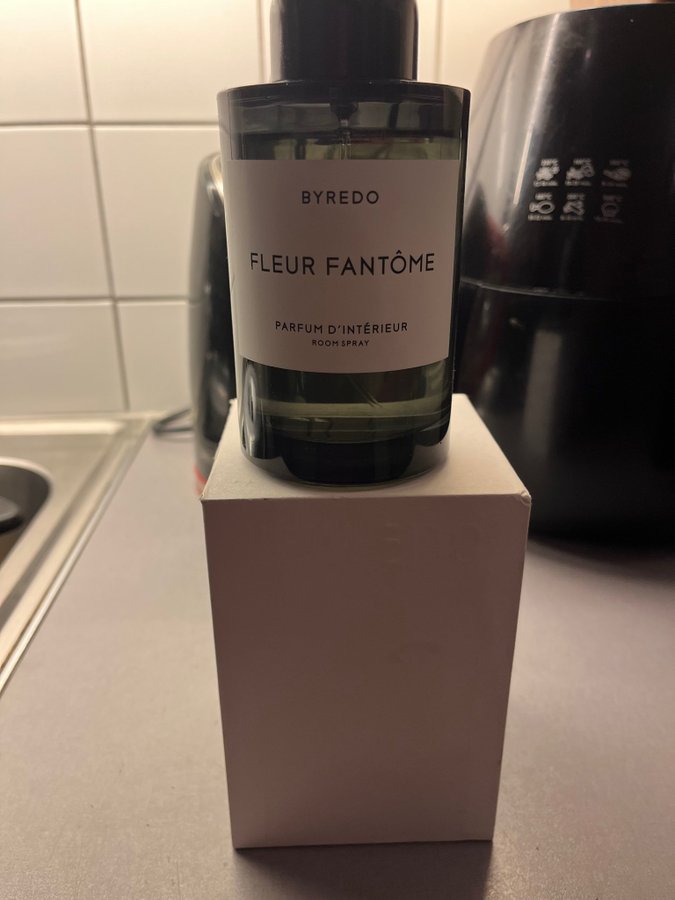 BYREDO
FLEUR FANTÔME
PARFUM D'INTÉRIEUR
ROOM SPRAY